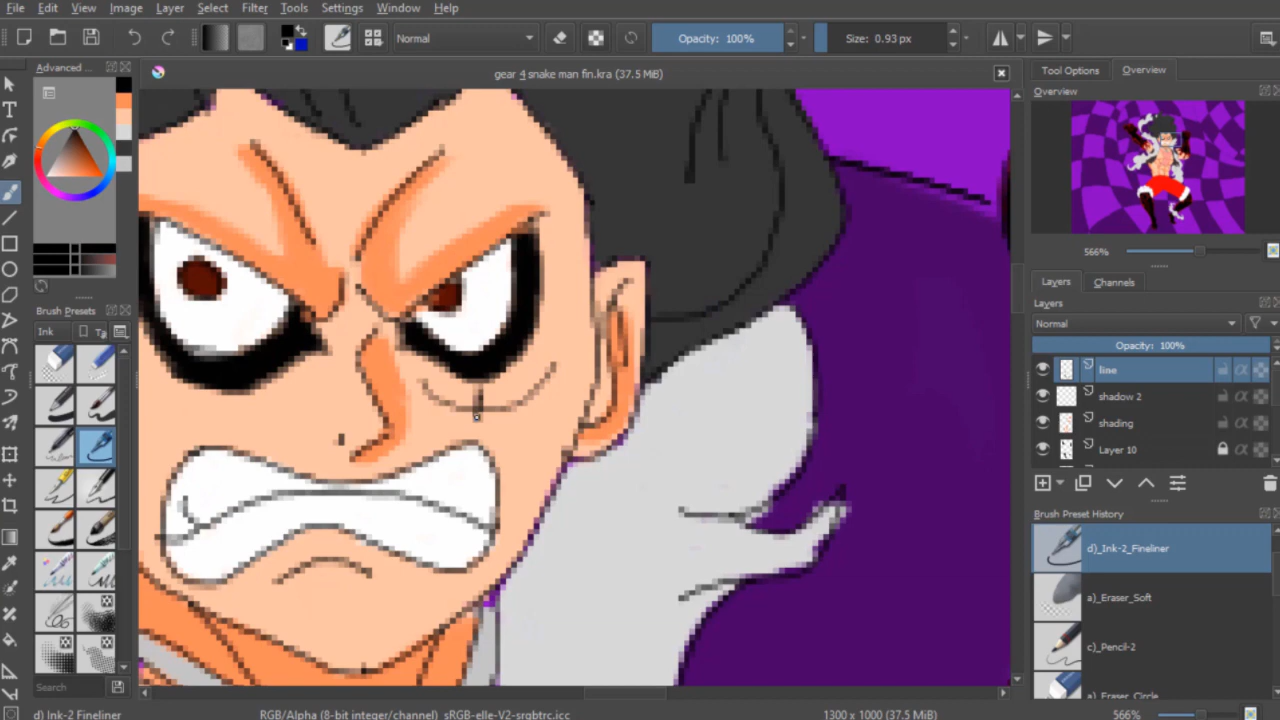 File Edit View Image Layer Select Filter Tools Settings Window Help
Normal Opacity: 100% Size: 0.93 px
Advanced ...
gear 4 snake man fin.kra (37.5 MiB)
Tool Options Overview
Overview
566%
Layers Channels
Layers
Normal
Opacity: 100%
line
shadow 2
shading
Layer 10
Brush Presets
Ink
Search
Brush Preset History
d)_Ink-2_Fineliner
a)_Eraser_Soft
c)_Pencil-2
a)_Eraser_Circle
d) Ink-2 Fineliner RGB/Alpha (8-bit integer/channel) sRGB-elle-V2-srgbtrc.icc 1300 x 1000 (37.5 MiB) 566%